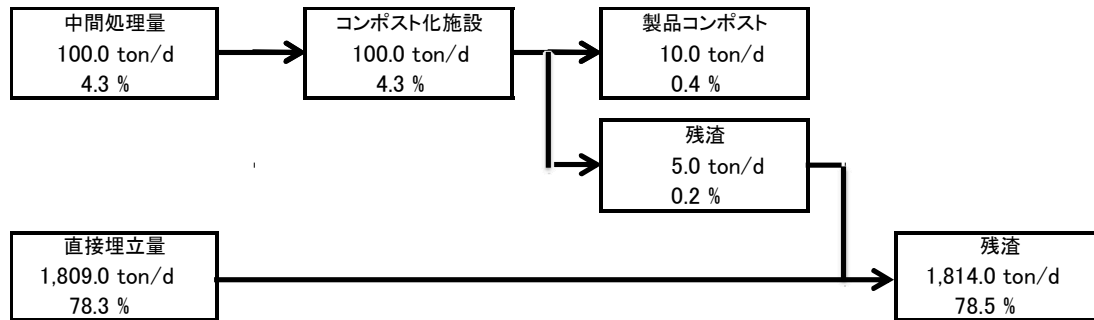 中間処理量
100.0 ton/d
4.3 %
コンポスト化施設
100.0 ton/d
4.3 %
製品コンポスト
10.0 ton/d
0.4 %
残渣
5.0 ton/d
0.2 %
直接埋立量
1,809.0 ton/d
78.3 %
残渣
1,814.0 ton/d
78.5 %